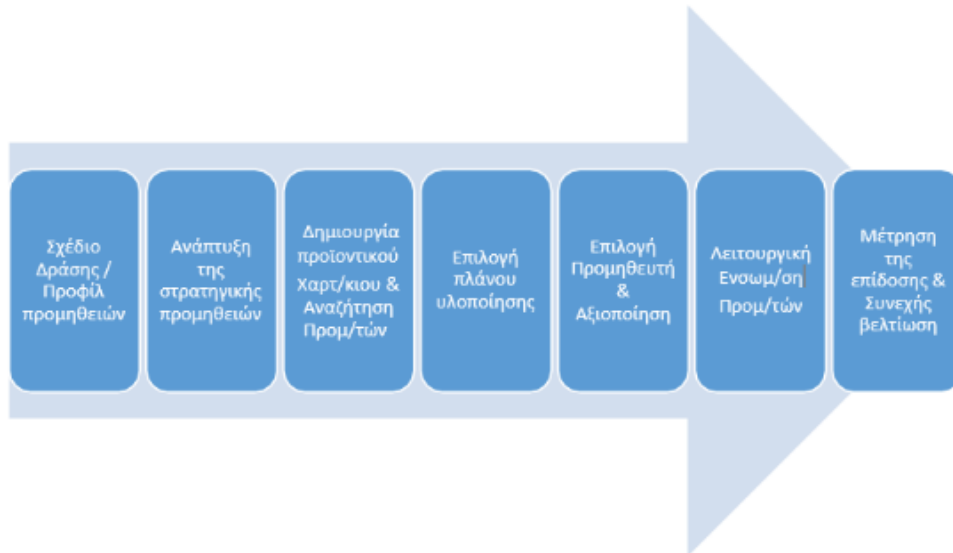 Σχέδιο
Δράσης /
Προφίλ
προμηθειών
Ανάπτυξη
της
στρατηγικής
προμηθειών
Δημιουργία
προϊοντικού
Χαρτ/κιου &
Αναζήτηση
Προμ/τών
Επιλογή
πλάνου
υλοποίησης
Επιλογή
Προμηθευτή
&
Αξιοποίηση
Λειτουργική
Ενσωμ/ση
Προμ/τών
Μέτρηση
της
επίδοσης &
Συνεχής
βελτίωση